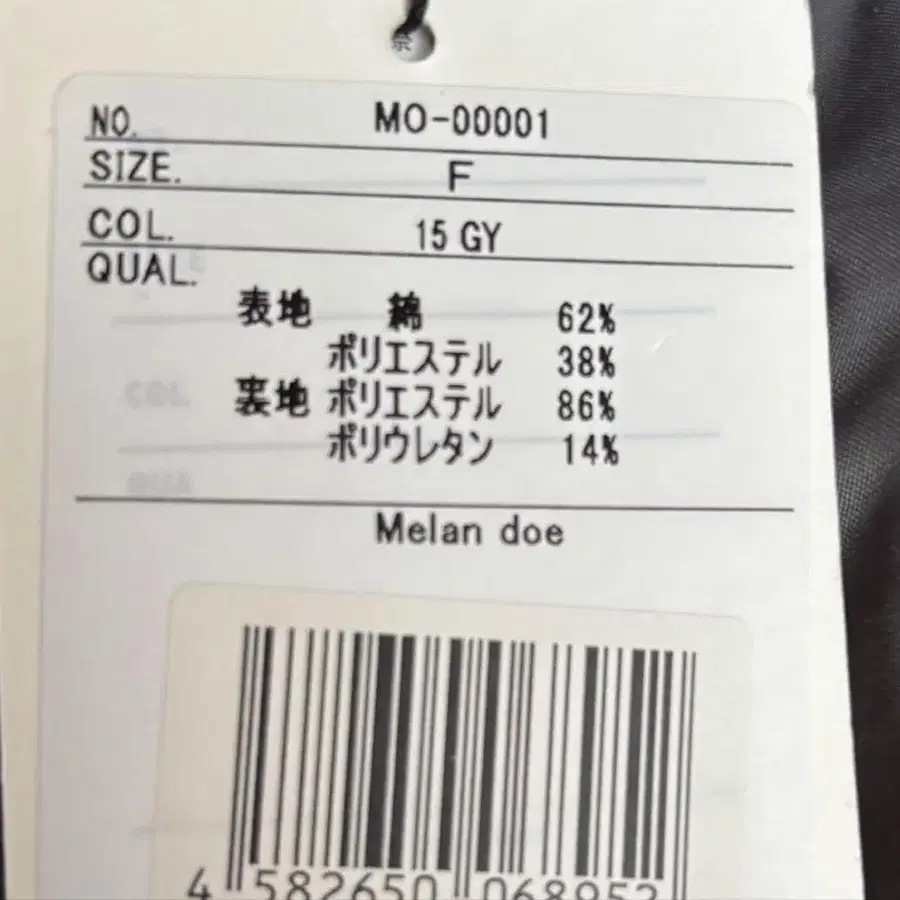 NO. MO-00001
SIZE. F
COL. 15 GY
QUAL.
表地 綿 62%
ポリエステル 38%
裏地 ポリエステル 86%
ポリウレタン 14%
Melan doe
4 582650 068952